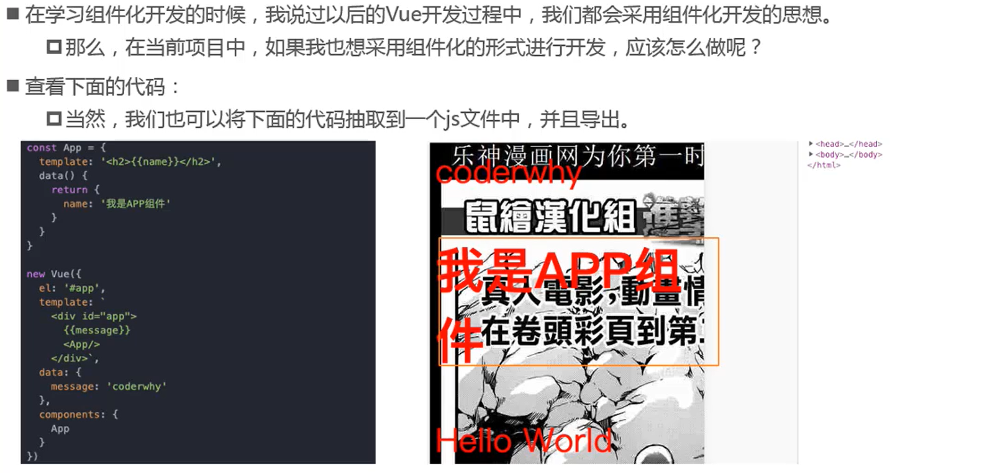 在学习组件化开发的时候，我说过以后的Vue开发过程中，我们都会采用组件化开发的思想。
那么，在当前项目中，如果我也想采用组件化的形式进行开发，应该怎么做呢？
查看下面的代码：
当然，我们也可以将下面的代码抽取到一个js文件中，并且导出。
const App = {
  template: '<h2>{{name}}</h2>',
  data() {
    return {
      name: '我是APP组件'
    }
  }
}
new Vue({
  el: '#app',
  template: `
    <div id="app">
      {{message}}
      <App/>
    </div>`,
  data: {
    message: 'coderwhy'
  },
  components: {
    App
  }
})
乐神漫画网为你第一时
coderwhy
鼠繪漢化組 進擊
我是APP组
真人電影,動畫情
件
在卷頭彩頁到第
Hello World
<head>…</head>
<body>…</body>
</html>